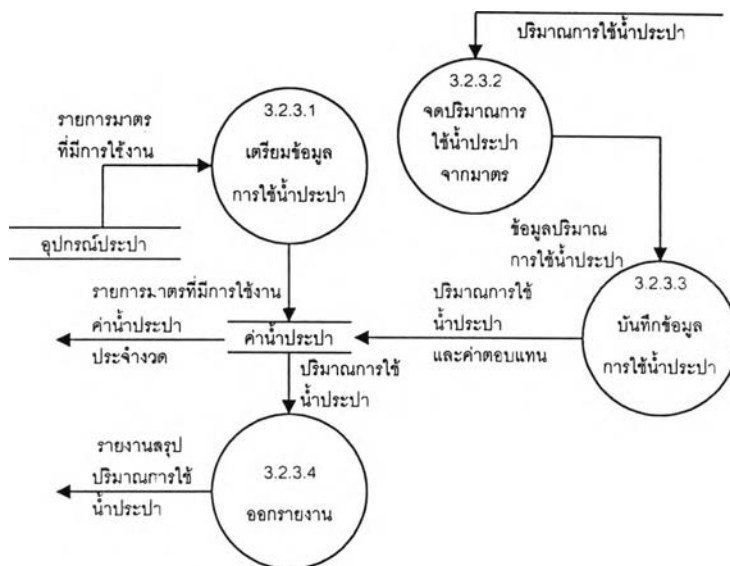 ปริมาณการใช้น้ำประปา
3.2.3.1
เตรียมข้อมูล
การใช้น้ำประปา
3.2.3.2
จดปริมาณการ
ใช้น้ำประปา
จากมาตร
รายการมาตร
ที่มีการใช้งาน
อุปกรณ์ประปา
ข้อมูลปริมาณ
การใช้น้ำประปา
รายการมาตรที่มีการใช้งาน
ค่าน้ำประปา
ประจำงวด
ค่าน้ำประปา
ปริมาณการใช้
น้ำประปา
และค่าตอบแทน
3.2.3.3
บันทึกข้อมูล
การใช้น้ำประปา
ปริมาณการใช้
น้ำประปา
รายงานสรุป
ปริมาณการใช้
น้ำประปา
3.2.3.4
ออกรายงาน